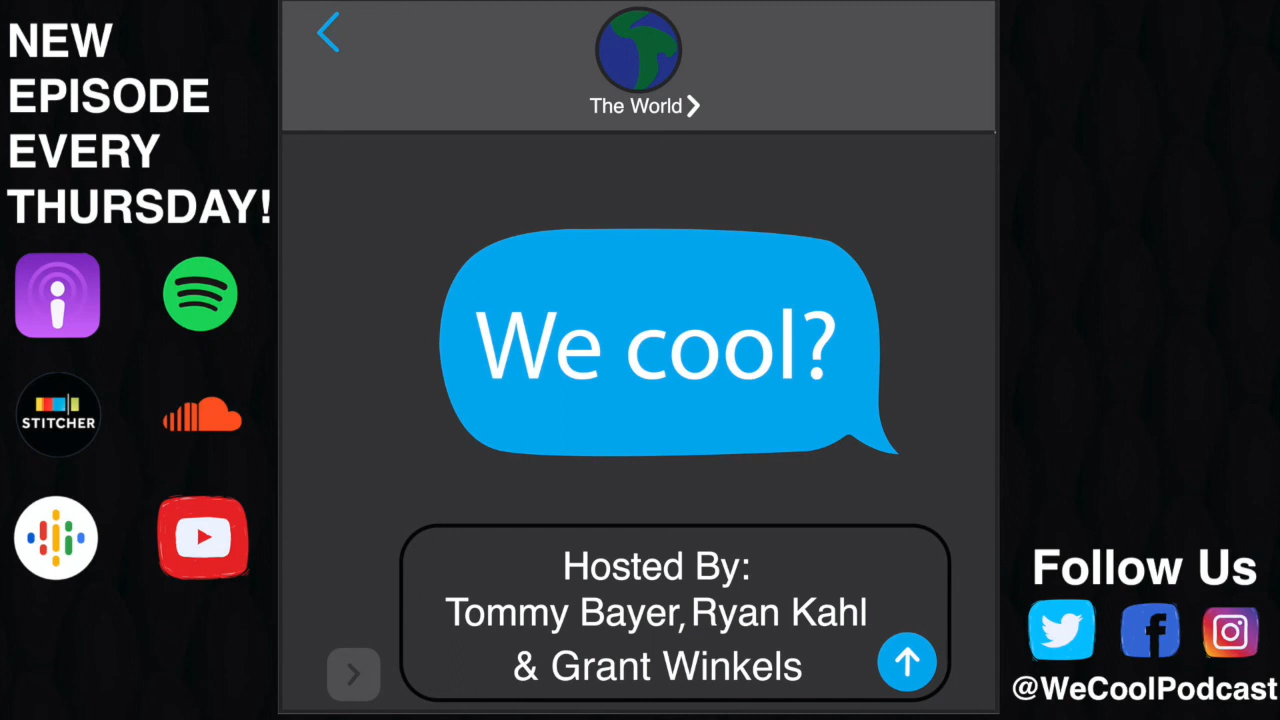 NEW
EPISODE
EVERY
THURSDAY!
STITCHER
The World
We cool?
Hosted By:
Tommy Bayer, Ryan Kahl
& Grant Winkels
Follow Us
@WeCoolPodcast